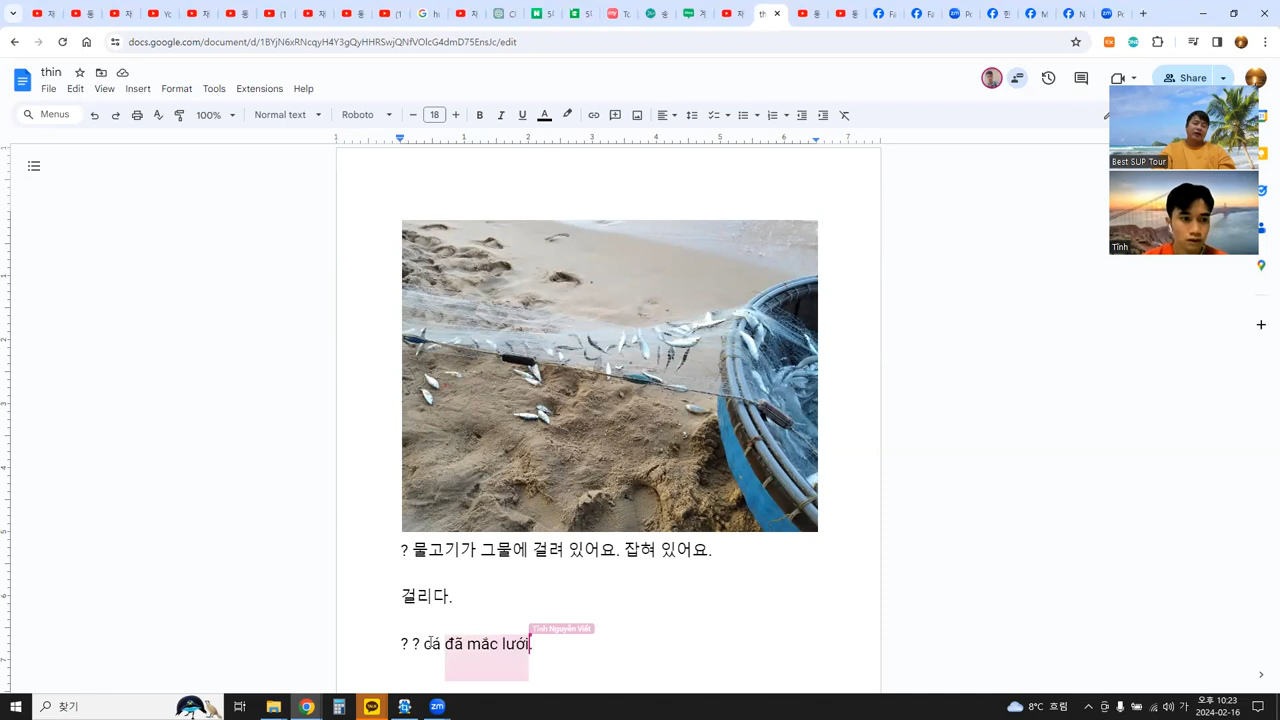 docs.google.com/document/d/1BYjN6xRNcqyH4Y3gQyHHRSwjQNfVOlcG4dmD75EnsJc/edit
thin
File Edit View Insert Format Tools Extensions Help
Share
Menus 100% Normal text Roboto 18
Best SUP Tour
Tĩnh
? 물고기가 그물에 걸려 있어요. 잡혀 있어요.
걸리다.
Tĩnh Nguyễn Viết
? ? cá đã mắc lưới.
찾기
8°C 흐림
오후 10:23
2024-02-16